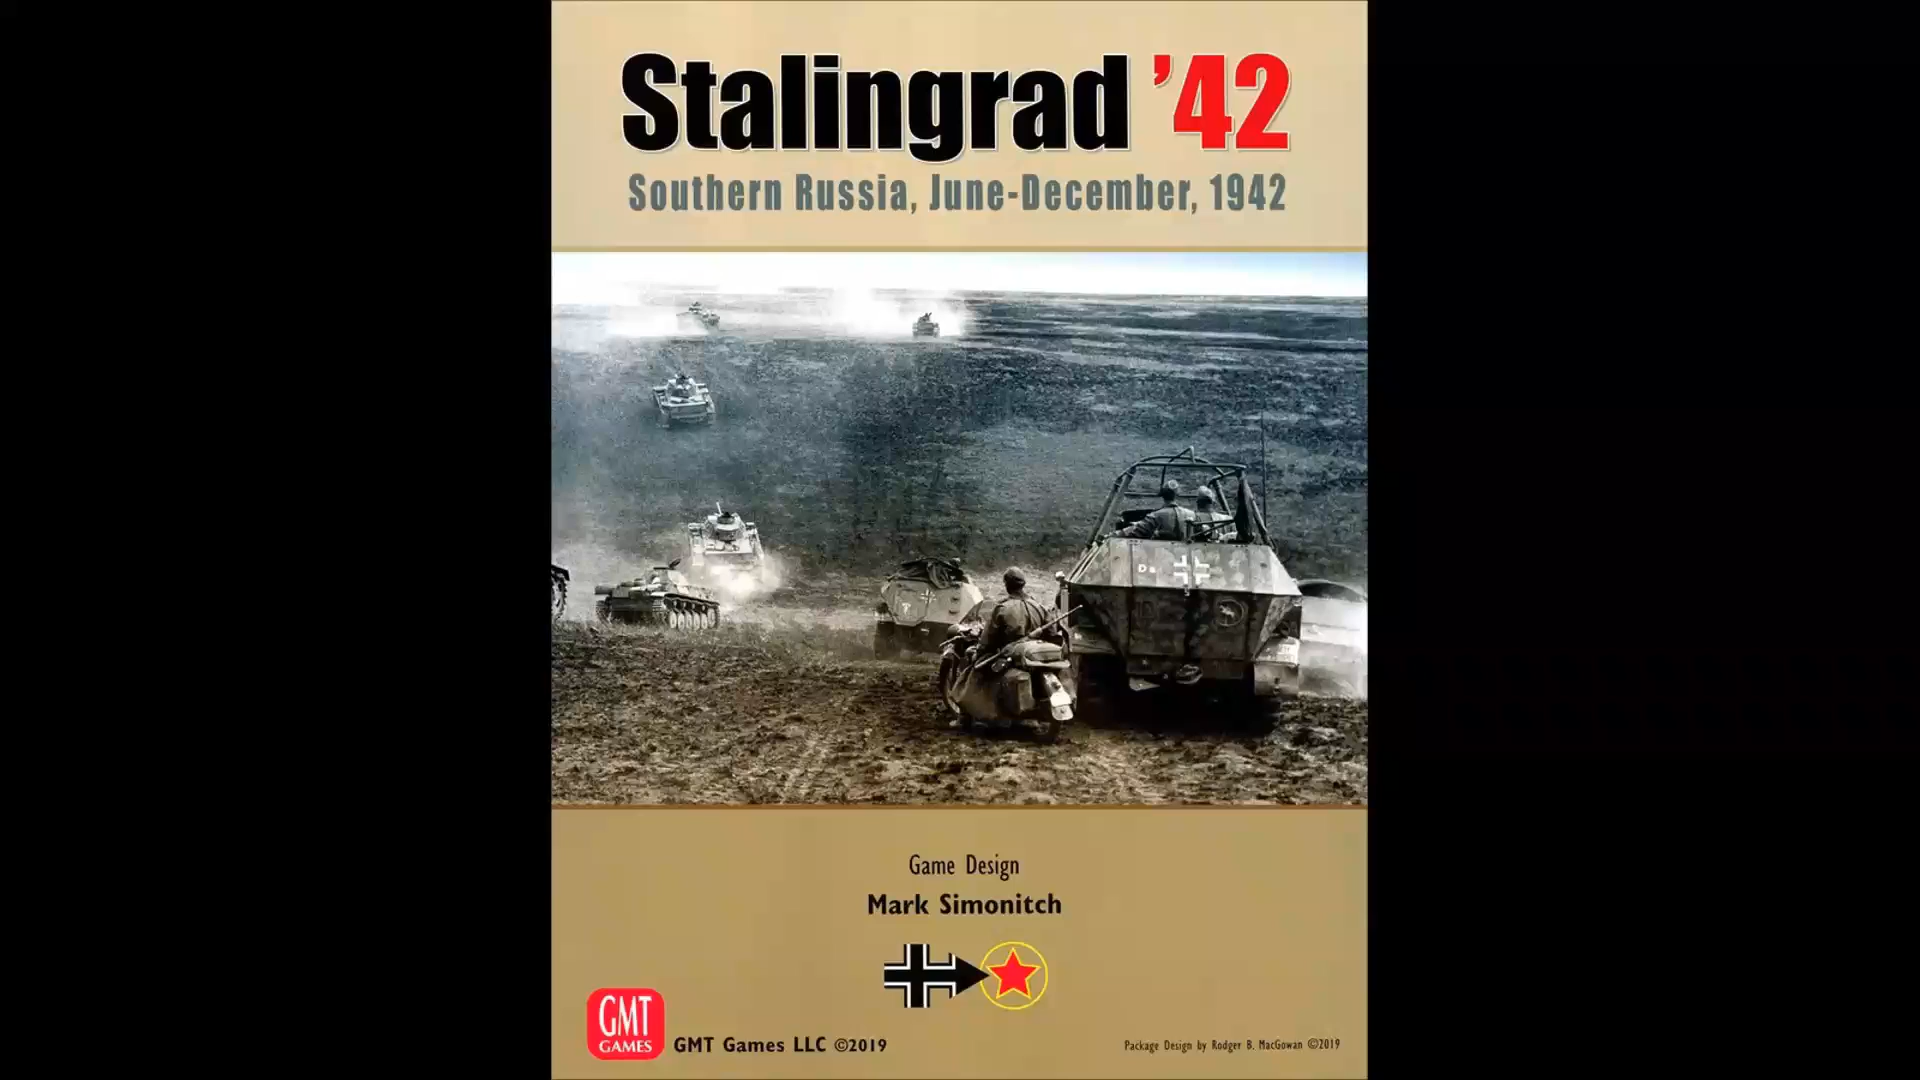 Stalingrad '42
Southern Russia, June-December, 1942
Game Design
Mark Simonitch
GMT
GAMES
GMT Games LLC ©2019
Package Design by Rodger B. MacGowan ©2019